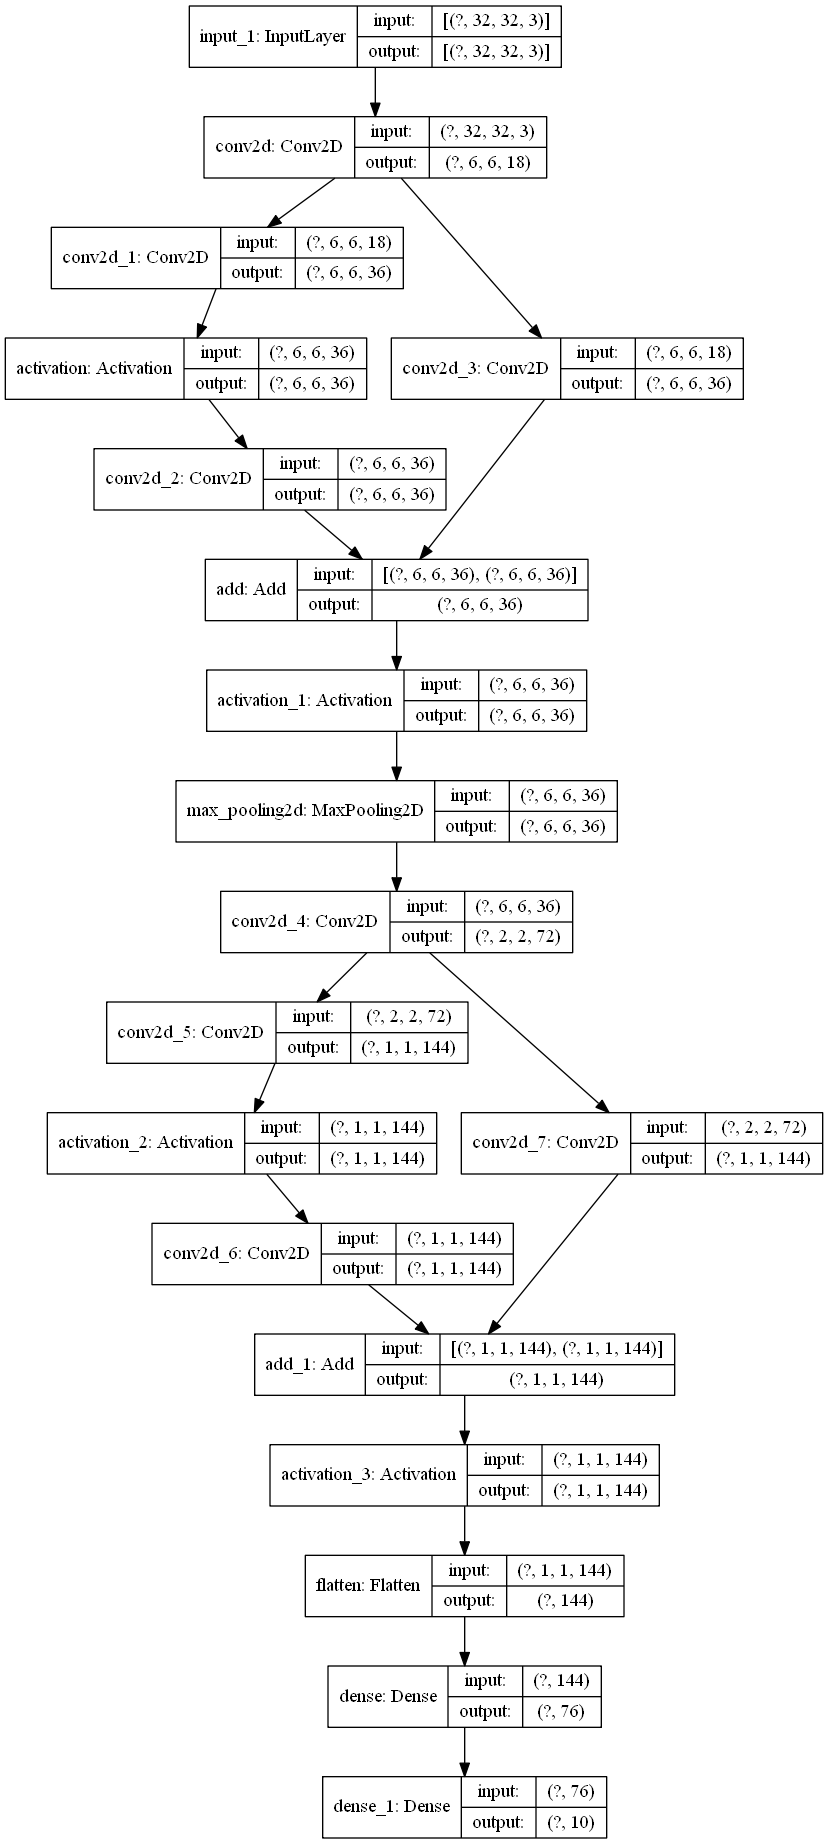 input_1: InputLayer
input: [(?, 32, 32, 3)]
output: [(?, 32, 32, 3)]
conv2d: Conv2D
input: (?, 32, 32, 3)
output: (?, 6, 6, 18)
conv2d_1: Conv2D
input: (?, 6, 6, 18)
output: (?, 6, 6, 36)
activation: Activation
input: (?, 6, 6, 36)
output: (?, 6, 6, 36)
conv2d_3: Conv2D
input: (?, 6, 6, 18)
output: (?, 6, 6, 36)
conv2d_2: Conv2D
input: (?, 6, 6, 36)
output: (?, 6, 6, 36)
add: Add
input: [(?, 6, 6, 36), (?, 6, 6, 36)]
output: (?, 6, 6, 36)
activation_1: Activation
input: (?, 6, 6, 36)
output: (?, 6, 6, 36)
max_pooling2d: MaxPooling2D
input: (?, 6, 6, 36)
output: (?, 6, 6, 36)
conv2d_4: Conv2D
input: (?, 6, 6, 36)
output: (?, 2, 2, 72)
conv2d_5: Conv2D
input: (?, 2, 2, 72)
output: (?, 1, 1, 144)
activation_2: Activation
input: (?, 1, 1, 144)
output: (?, 1, 1, 144)
conv2d_7: Conv2D
input: (?, 2, 2, 72)
output: (?, 1, 1, 144)
conv2d_6: Conv2D
input: (?, 1, 1, 144)
output: (?, 1, 1, 144)
add_1: Add
input: [(?, 1, 1, 144), (?, 1, 1, 144)]
output: (?, 1, 1, 144)
activation_3: Activation
input: (?, 1, 1, 144)
output: (?, 1, 1, 144)
flatten: Flatten
input: (?, 1, 1, 144)
output: (?, 144)
dense: Dense
input: (?, 144)
output: (?, 76)
dense_1: Dense
input: (?, 76)
output: (?, 10)